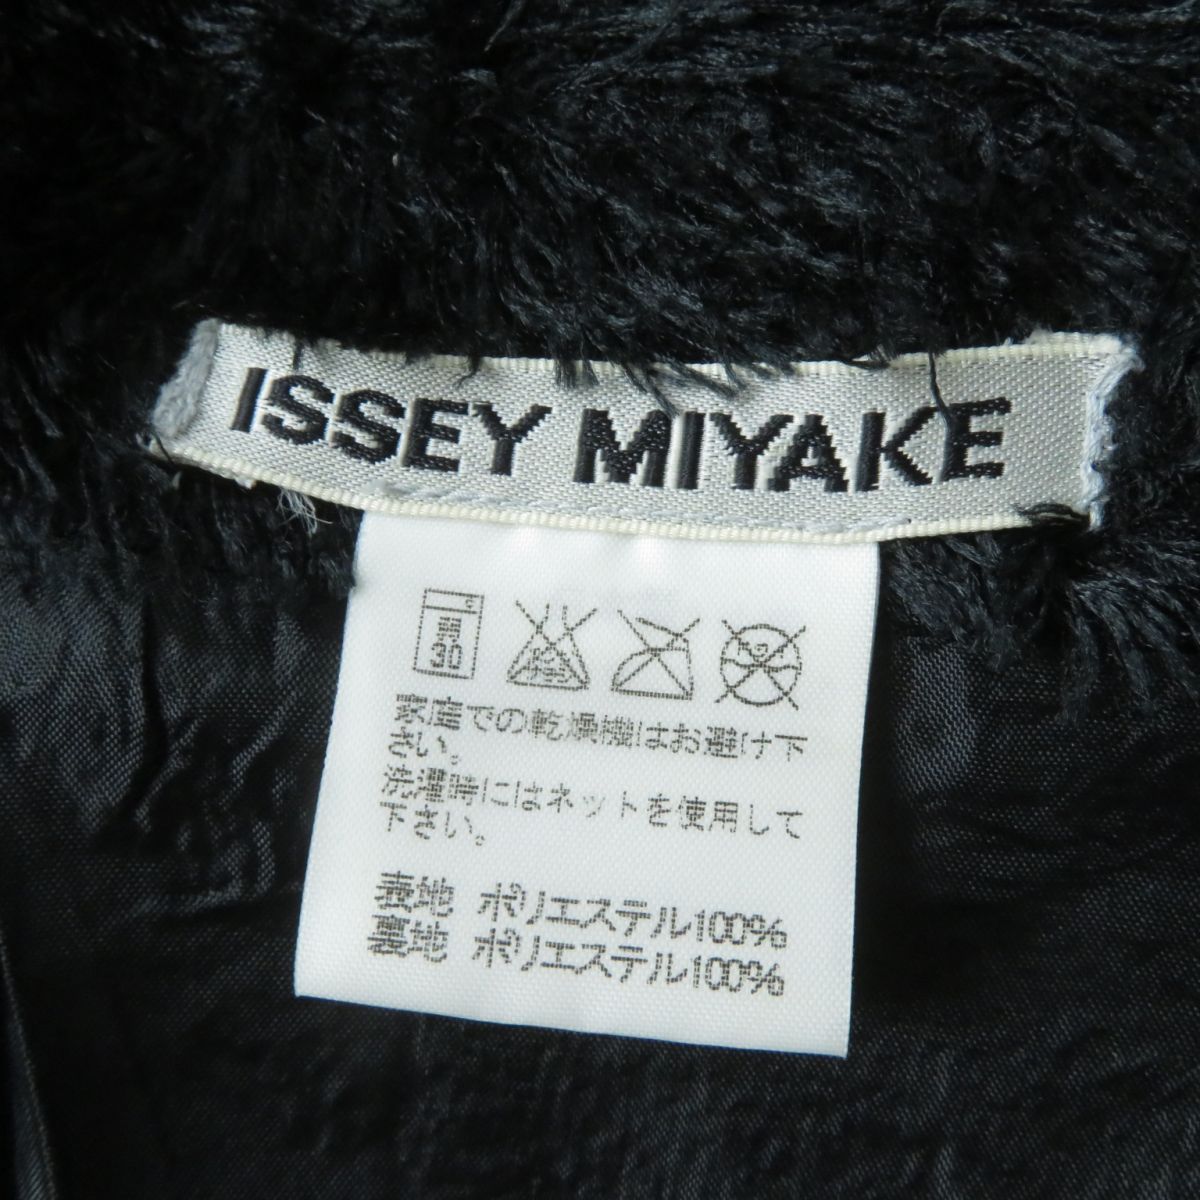 ISSEY MIYAKE
30
家庭での乾燥機はお避け下
さい。
洗濯時にはネットを使用して
下さい。
表地 ポリエステル100%
裏地 ポリエステル100%